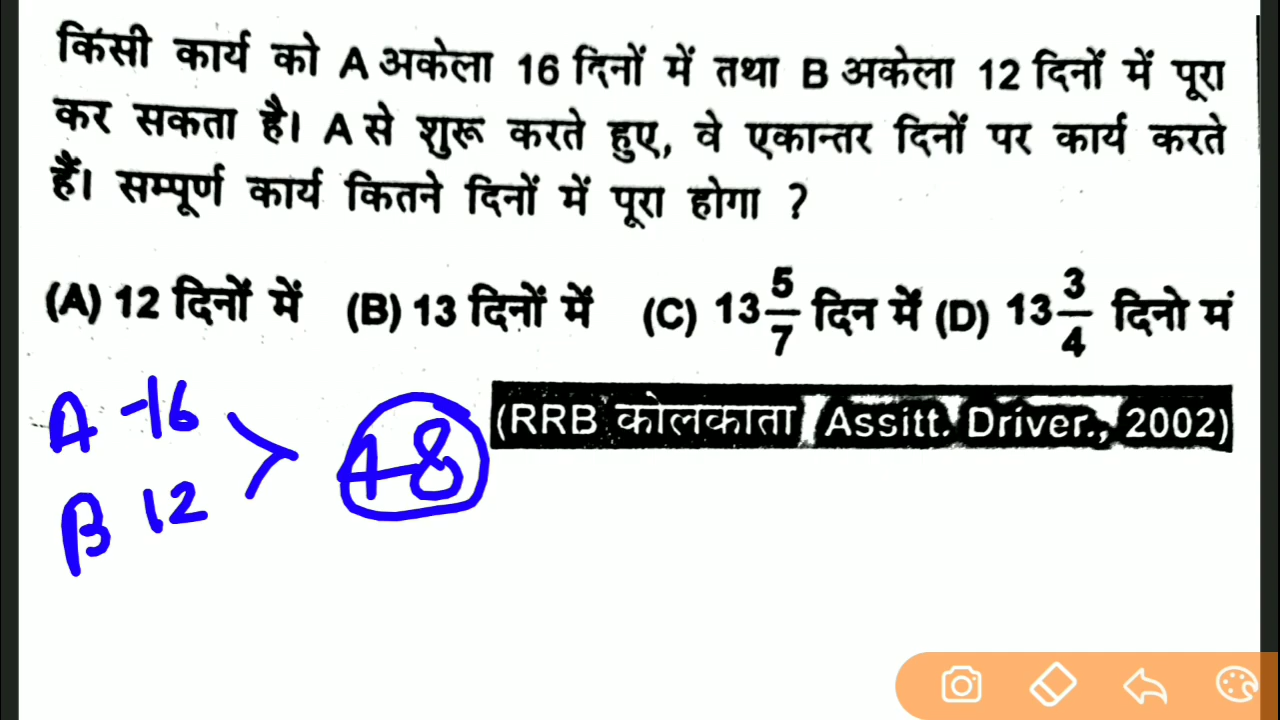 किसी कार्य को A अकेला 16 दिनों में तथा B अकेला 12 दिनों में पूरा
कर सकता है। A से शुरू करते हुए, वे एकान्तर दिनों पर कार्य करते
हैं। सम्पूर्ण कार्य कितने दिनों में पूरा होगा ?
(A) 12 दिनों में (B) 13 दिनों में (C) 13 5/7 दिन में (D) 13 3/4 दिनो मं
(RRB कोलकाता Assitt. Driver., 2002)
A -16
48
B 12